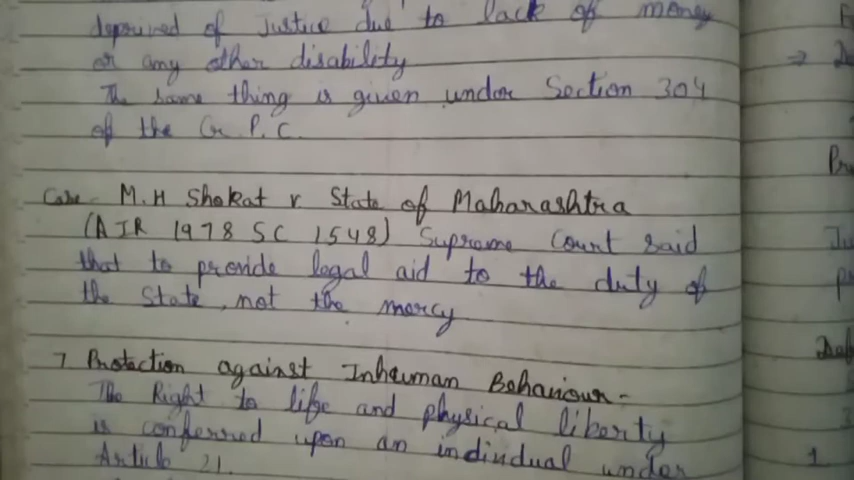 deprived of justice due to lack of money
or any other disability
The same thing is given under Section 304
of the Cr. P. C.
Case - M.H Shokat v State of Maharashtra
(AIR 1978 SC 1548) Supreme Court said
that to provide legal aid to the duty of
the State, not the mercy
7 Protection against Inhauman Behaviour -
The Right to life and physical liberty
is conferred upon an indiviual under
Article 21.
1